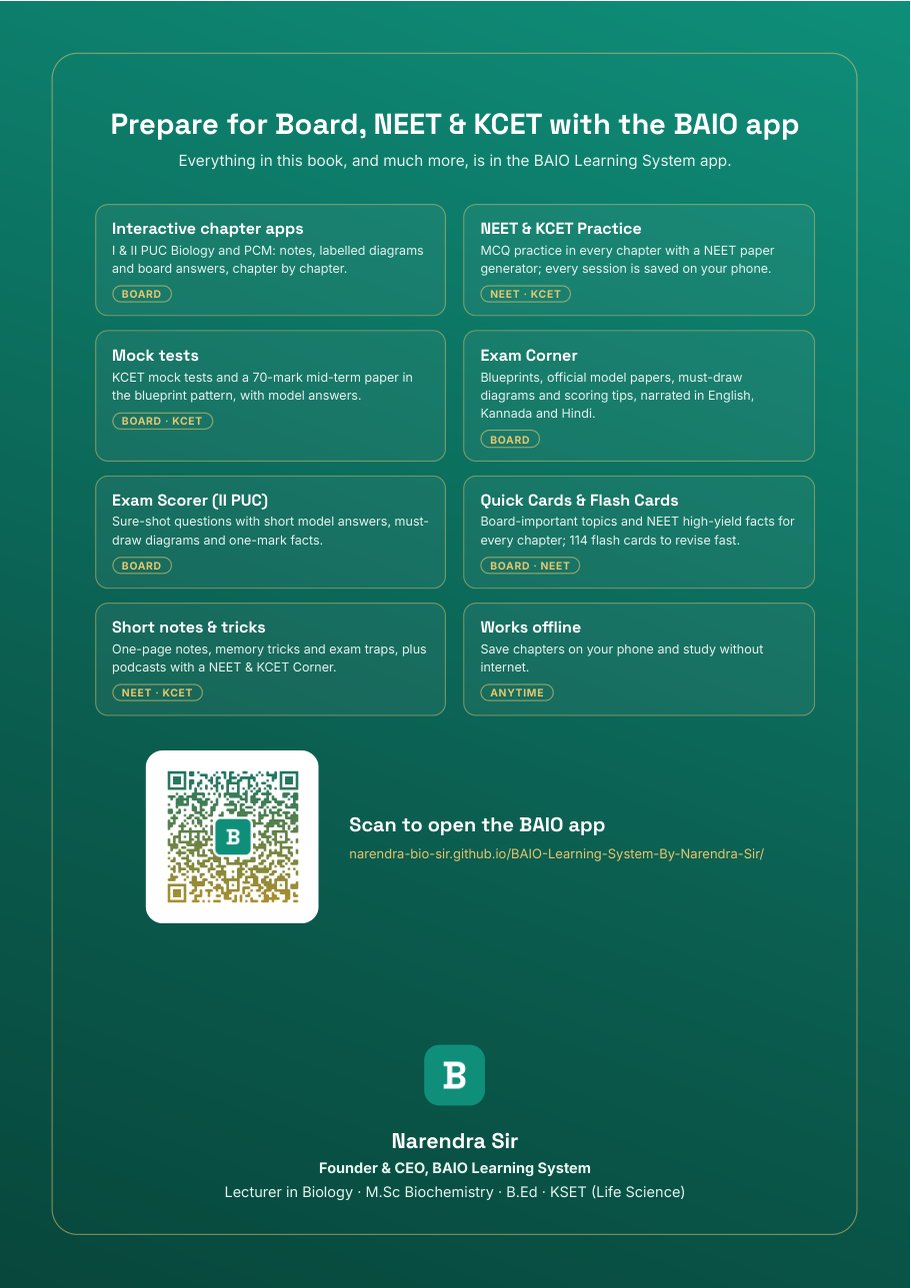 Prepare for Board, NEET & KCET with the BAIO app
Everything in this book, and much more, is in the BAIO Learning System app.
Interactive chapter apps
I & II PUC Biology and PCM: notes, labelled diagrams
and board answers, chapter by chapter.
BOARD
NEET & KCET Practice
MCQ practice in every chapter with a NEET paper
generator; every session is saved on your phone.
NEET · KCET
Mock tests
KCET mock tests and a 70-mark mid-term paper in
the blueprint pattern, with model answers.
BOARD · KCET
Exam Corner
Blueprints, official model papers, must-draw
diagrams and scoring tips, narrated in English,
Kannada and Hindi.
BOARD
Exam Scorer (II PUC)
Sure-shot questions with short model answers, must-
draw diagrams and one-mark facts.
BOARD
Quick Cards & Flash Cards
Board-important topics and NEET high-yield facts for
every chapter; 114 flash cards to revise fast.
BOARD · NEET
Short notes & tricks
One-page notes, memory tricks and exam traps, plus
podcasts with a NEET & KCET Corner.
NEET · KCET
Works offline
Save chapters on your phone and study without
internet.
ANYTIME
B
Scan to open the BAIO app
narendra-bio-sir.github.io/BAIO-Learning-System-By-Narendra-Sir/
B
Narendra Sir
Founder & CEO, BAIO Learning System
Lecturer in Biology · M.Sc Biochemistry · B.Ed · KSET (Life Science)